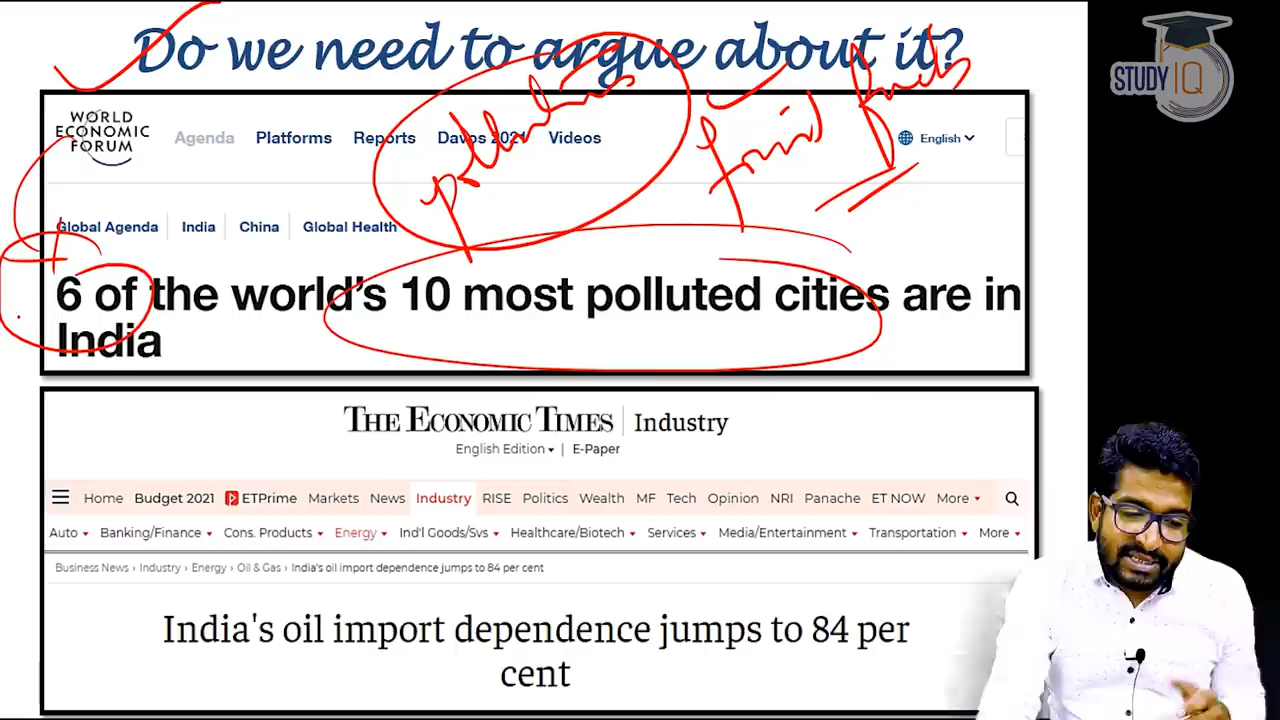 Do we need to argue about it?
STUDY IQ
WORLD
ECONOMIC
FORUM
Agenda Platforms Reports Davos 2021 Videos
English
pollution
fossil fuels
Global Agenda India China Global Health
6 of the world's 10 most polluted cities are in
India
THE ECONOMIC TIMES | Industry
English Edition | E-Paper
Home Budget 2021 ETPrime Markets News Industry RISE Politics Wealth MF Tech Opinion NRI Panache ET NOW More
Auto Banking/Finance Cons. Products Energy Ind'l Goods/Svs Healthcare/Biotech Services Media/Entertainment Transportation More
Business News › Industry › Energy › Oil & Gas › India's oil import dependence jumps to 84 per cent
India's oil import dependence jumps to 84 per
cent